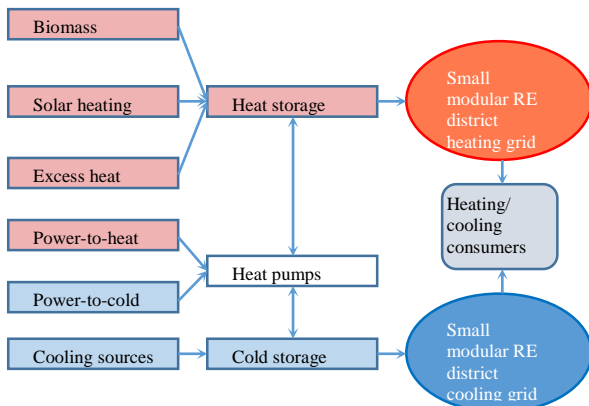 Biomass
Solar heating
Excess heat
Power-to-heat
Power-to-cold
Cooling sources
Heat storage
Heat pumps
Cold storage
Small
modular RE
district
heating grid
Heating/
cooling
consumers
Small
modular RE
district
cooling grid